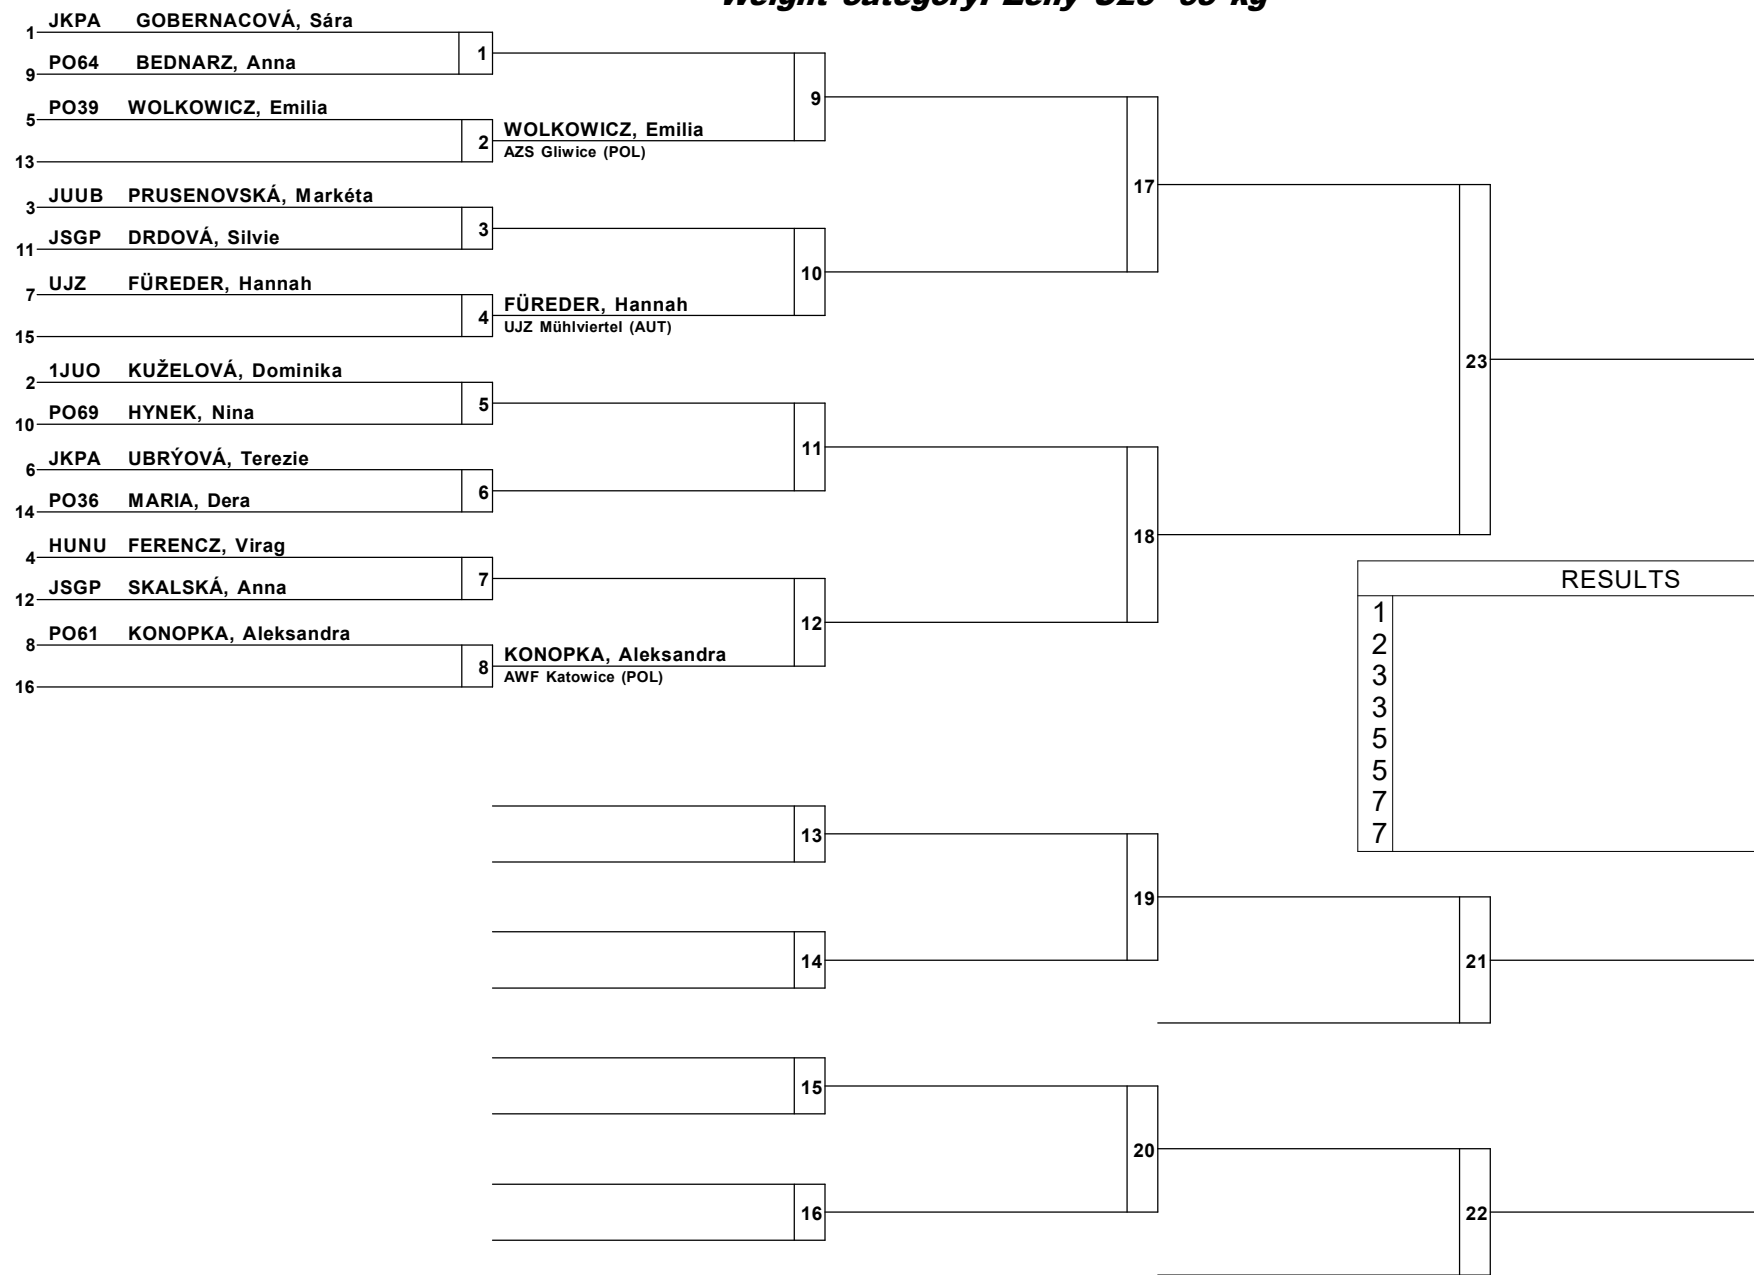 1 JKPA GOBERNACOVÁ, Sára
1
9 PO64 BEDNARZ, Anna
9
5 PO39 WOLKOWICZ, Emilia
2 WOLKOWICZ, Emilia
13 AZS Gliwice (POL)
17
3 JUUB PRUSENOVSKÁ, Markéta
3
11 JSGP DRDOVÁ, Silvie
10
7 UJZ FÜREDER, Hannah
4 FÜREDER, Hannah
15 UJZ Mühlviertel (AUT)
23
2 1JUO KUŽELOVÁ, Dominika
5
10 PO69 HYNEK, Nina
11
6 JKPA UBRÝOVÁ, Terezie
6
14 PO36 MARIA, Dera
18
4 HUNU FERENCZ, Virag
7
12 JSGP SKALSKÁ, Anna
12
8 PO61 KONOPKA, Aleksandra
8 KONOPKA, Aleksandra
16 AWF Katowice (POL)
RESULTS
1
2
3
3
5
5
7
7
13
19
14
21
15
20
16
22